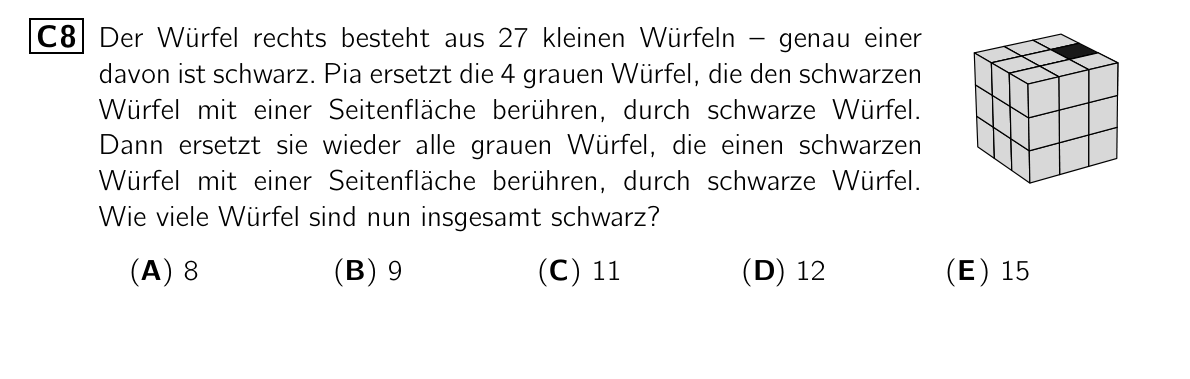 C8 Der Würfel rechts besteht aus 27 kleinen Würfeln – genau einer
davon ist schwarz. Pia ersetzt die 4 grauen Würfel, die den schwarzen
Würfel mit einer Seitenfläche berühren, durch schwarze Würfel.
Dann ersetzt sie wieder alle grauen Würfel, die einen schwarzen
Würfel mit einer Seitenfläche berühren, durch schwarze Würfel.
Wie viele Würfel sind nun insgesamt schwarz?
(A) 8 (B) 9 (C) 11 (D) 12 (E) 15